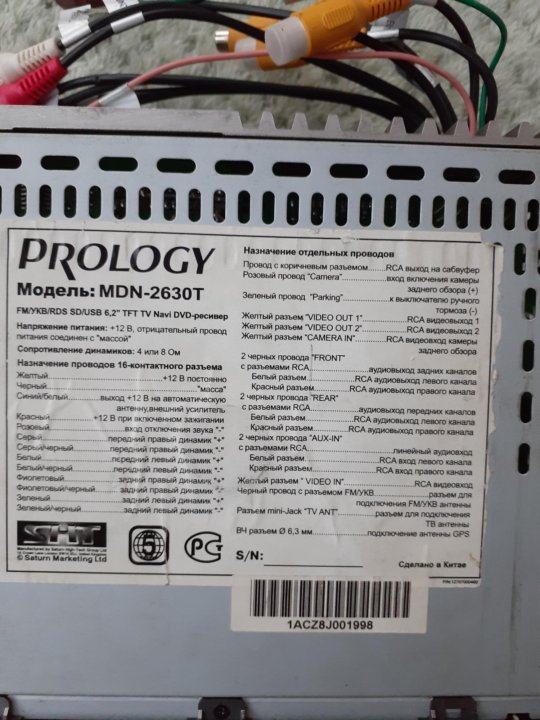 PROLOGY
Модель: MDN-2630T
FM/УКВ/RDS SD/USB 6,2" TFT TV Navi DVD-ресивер
Напряжение питания: +12 В, отрицательный провод
питания соединен с "массой"
Сопротивление динамиков: 4 или 8 Ом
Назначение проводов 16-контактного разъема
Желтый...+12 В постоянно
Черный..."масса"
Синий/белый...выход +12 В на автоматическую
антенну,внешний усилитель
Красный...+12 В при включенном зажигании
Розовый...вход отключения звука "-"
Серый...передний правый динамик "+"
Серый/черный...передний правый динамик "-"
Белый...передний левый динамик "+"
Белый/черный...передний левый динамик "-"
Фиолетовый...задний правый динамик "+"
Фиолетовый/черный...задний правый динамик "-"
Зеленый...задний левый динамик "+"
Зеленый/черный...задний левый динамик "-"
SHT
Manufactured by Saturn High-Tech Group Ltd
© Saturn Marketing Ltd
5
РСТ
Назначение отдельных проводов
Провод с коричневым разъемом...RCA выход на сабвуфер
Розовый провод "Camera"...вход включения камеры
заднего обзора (+)
Зеленый провод "Parking"...к выключателю ручного
тормоза (-)
Желтый разъем "VIDEO OUT 1"...RCA видеовыход 1
Желтый разъем "VIDEO OUT 2"...RCA видеовыход 2
Желтый разъем "CAMERA IN"...RCA видеовход камеры
заднего обзора
2 черных провода "FRONT"
с разъемами RCA...аудиовыход задних каналов
Белый разъем...RCA аудиовыход левого канала
Красный разъем...RCA аудиовыход правого канала
2 черных провода "REAR"
с разъемами RCA...аудиовыход передних каналов
Белый разъем...RCA аудиовыход левого канала
Красный разъем...RCA аудиовыход правого канала
2 черных провода "AUX-IN"
с разъемами RCA...линейный аудиовход
Белый разъем...RCA вход левого канала
Красный разъем...RCA вход правого канала
Желтый разъем " VIDEO IN"...RCA видеовход
Черный провод с разъемом FM/УКВ...разъем для
подключения FM/УКВ антенны
Разъем mini-Jack "TV ANT"...разъем для подключения
ТВ антенны
ВЧ разъем Ø 6,3 мм...подключение антенны GPS
S/N:
Сделано в Китае
1ACZ8J001998